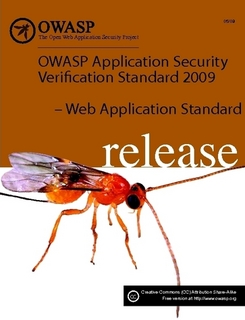 OWASP
The Open Web Application Security Project
OWASP Application Security
Verification Standard 2009
– Web Application Standard
release
Creative Commons (CC) Attribution Share-Alike
Free version at http://www.owasp.org